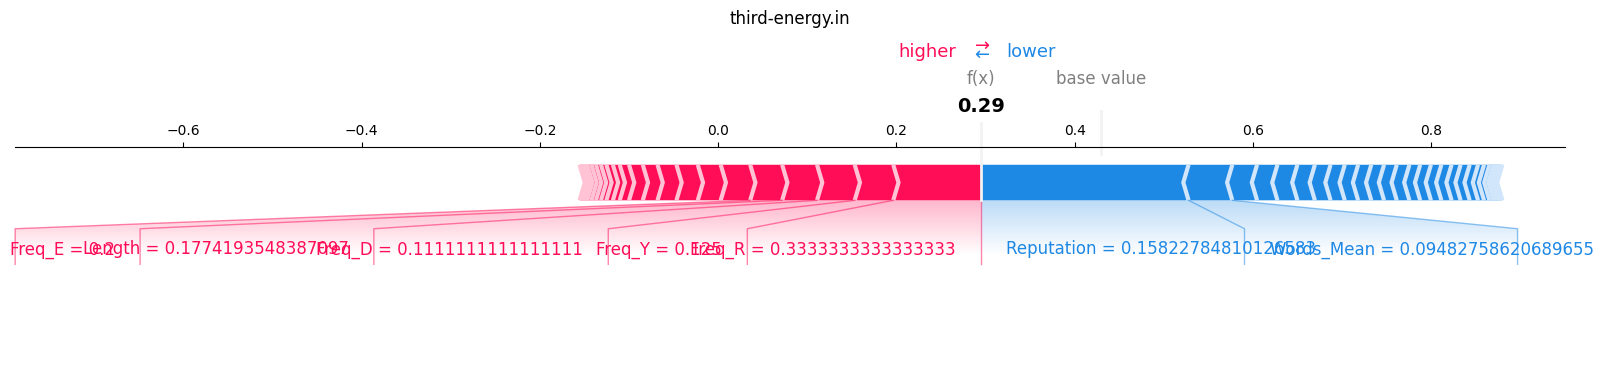 third-energy.in
higher ⇄ lower
f(x) base value
0.29
−0.6 −0.4 −0.2 0.0 0.2 0.4 0.6 0.8
Freq_E = 0.2 Length = 0.1774193548387097 Freq_D = 0.1111111111111111 Freq_Y = 0.125 Freq_R = 0.3333333333333333 Reputation = 0.15822784810126583 Words_Mean = 0.09482758620689655